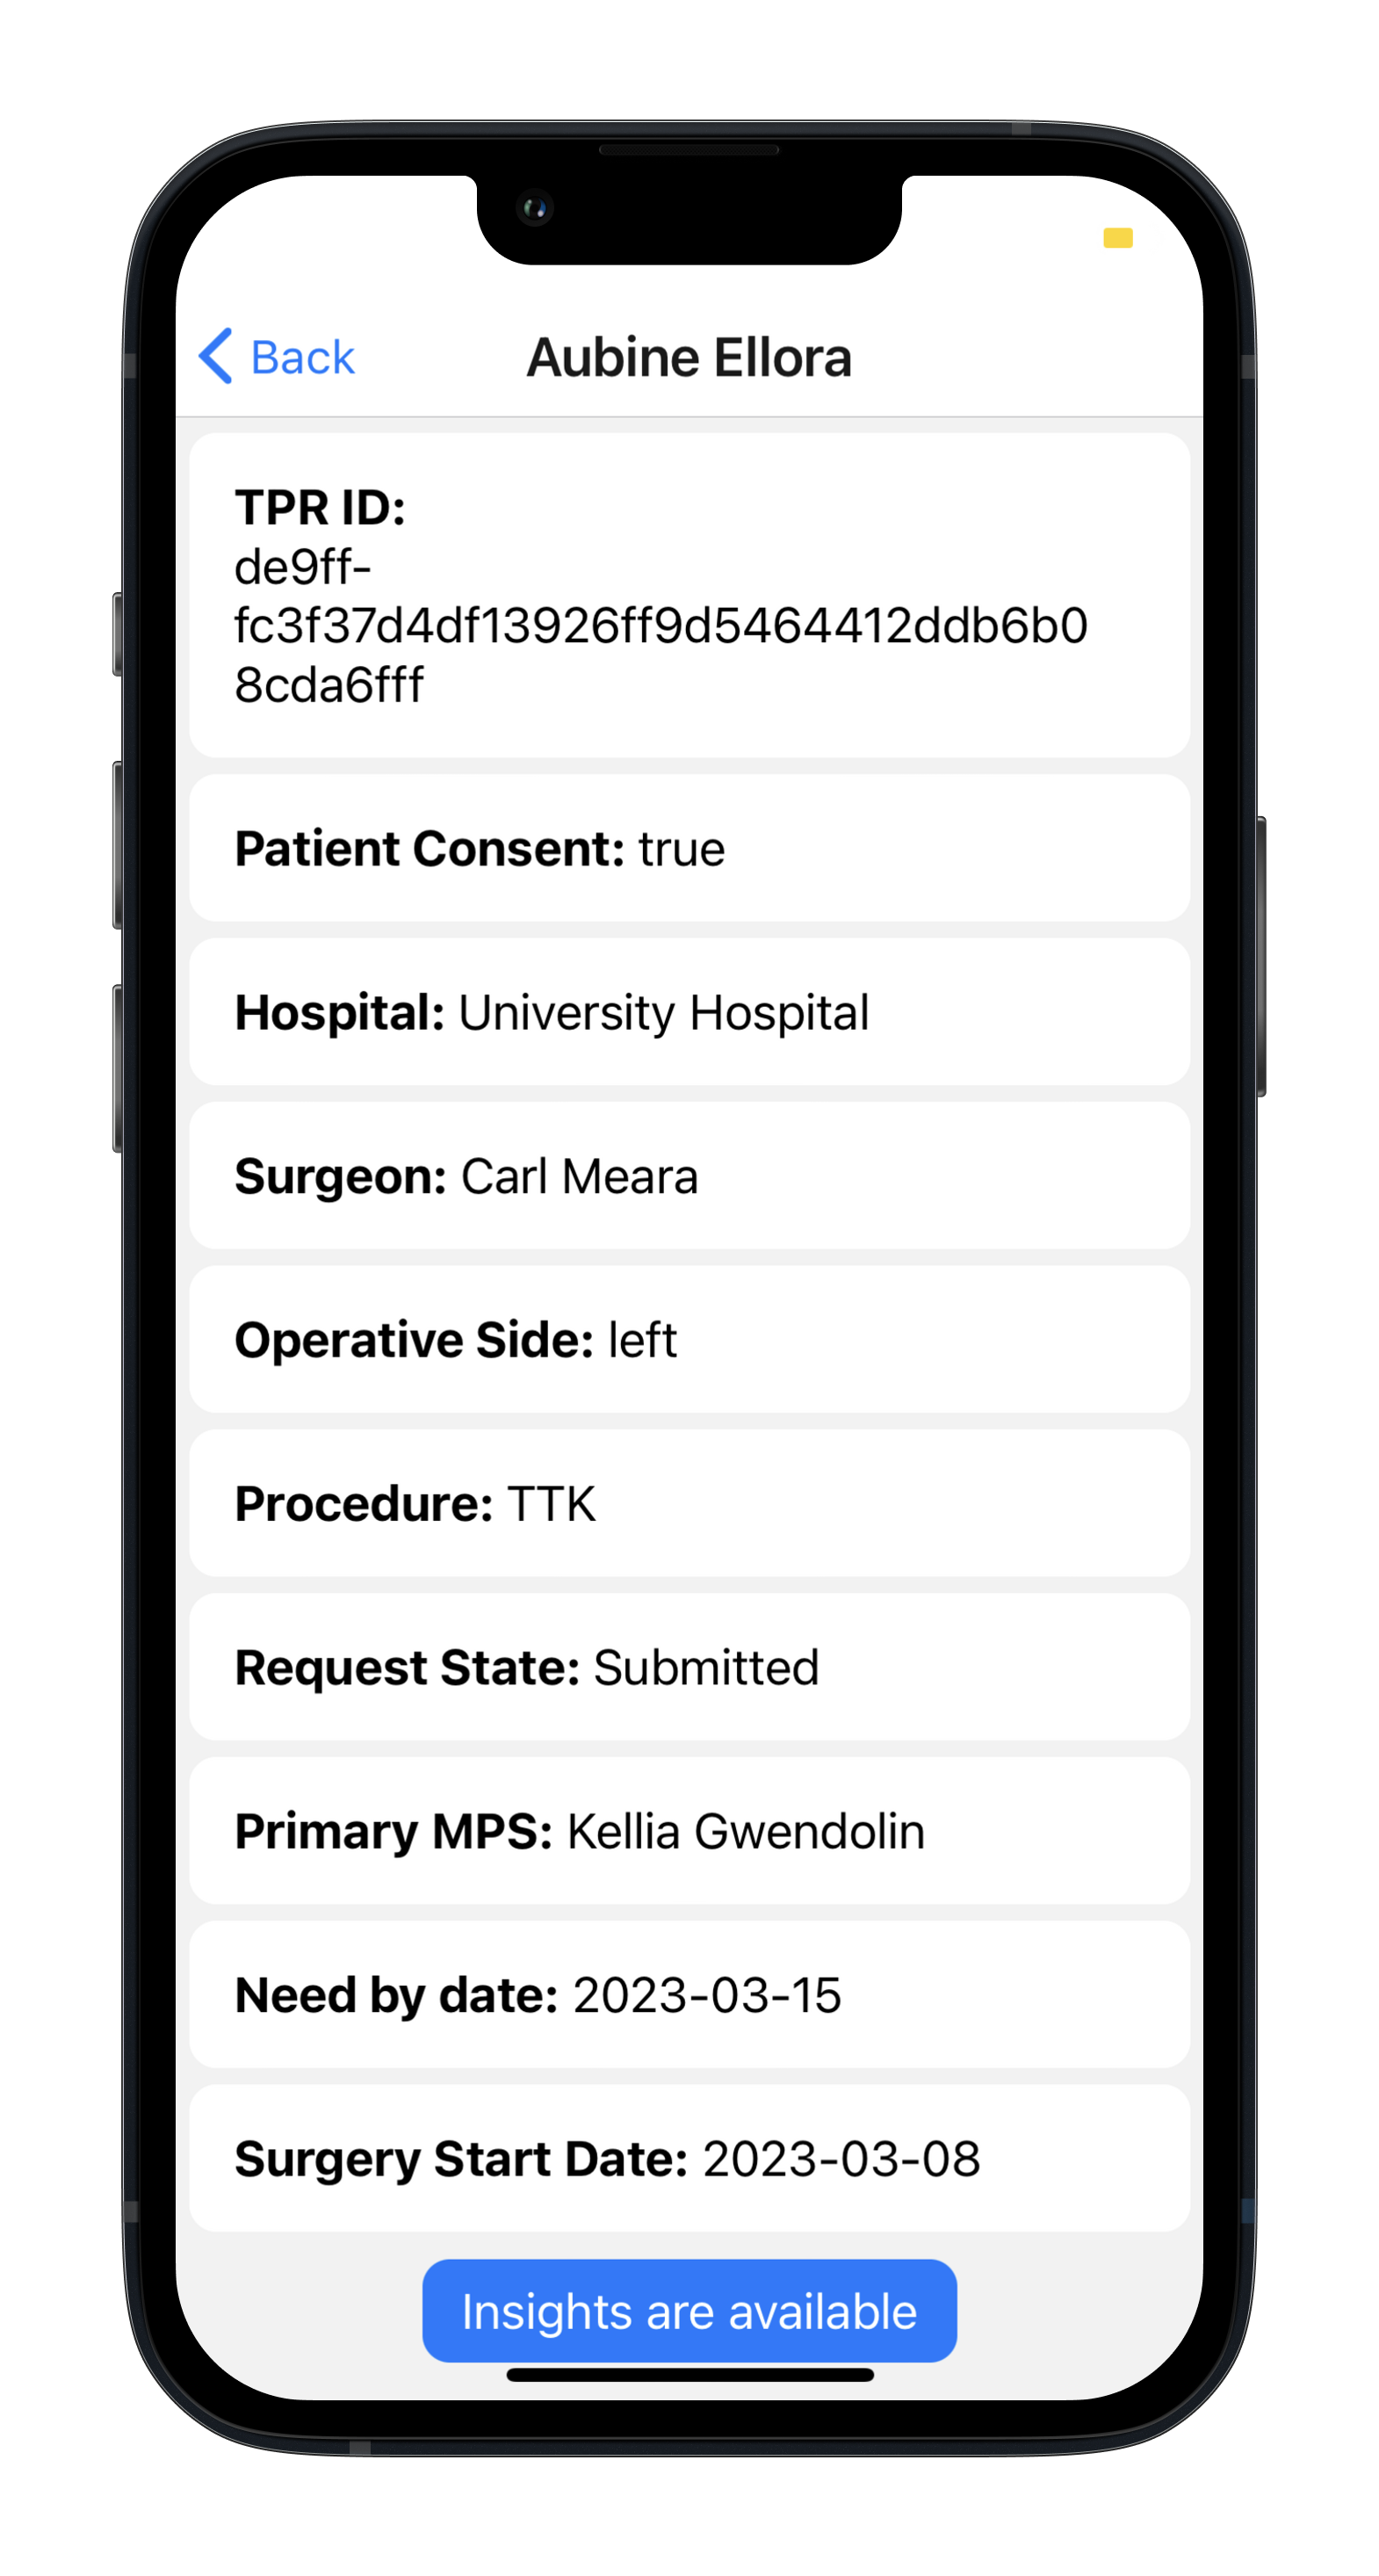 Back
Aubine Ellora
TPR ID:
de9ff-
fc3f37d4df13926ff9d5464412ddb6b0
8cda6fff
Patient Consent: true
Hospital: University Hospital
Surgeon: Carl Meara
Operative Side: left
Procedure: TTK
Request State: Submitted
Primary MPS: Kellia Gwendolin
Need by date: 2023-03-15
Surgery Start Date: 2023-03-08
Insights are available